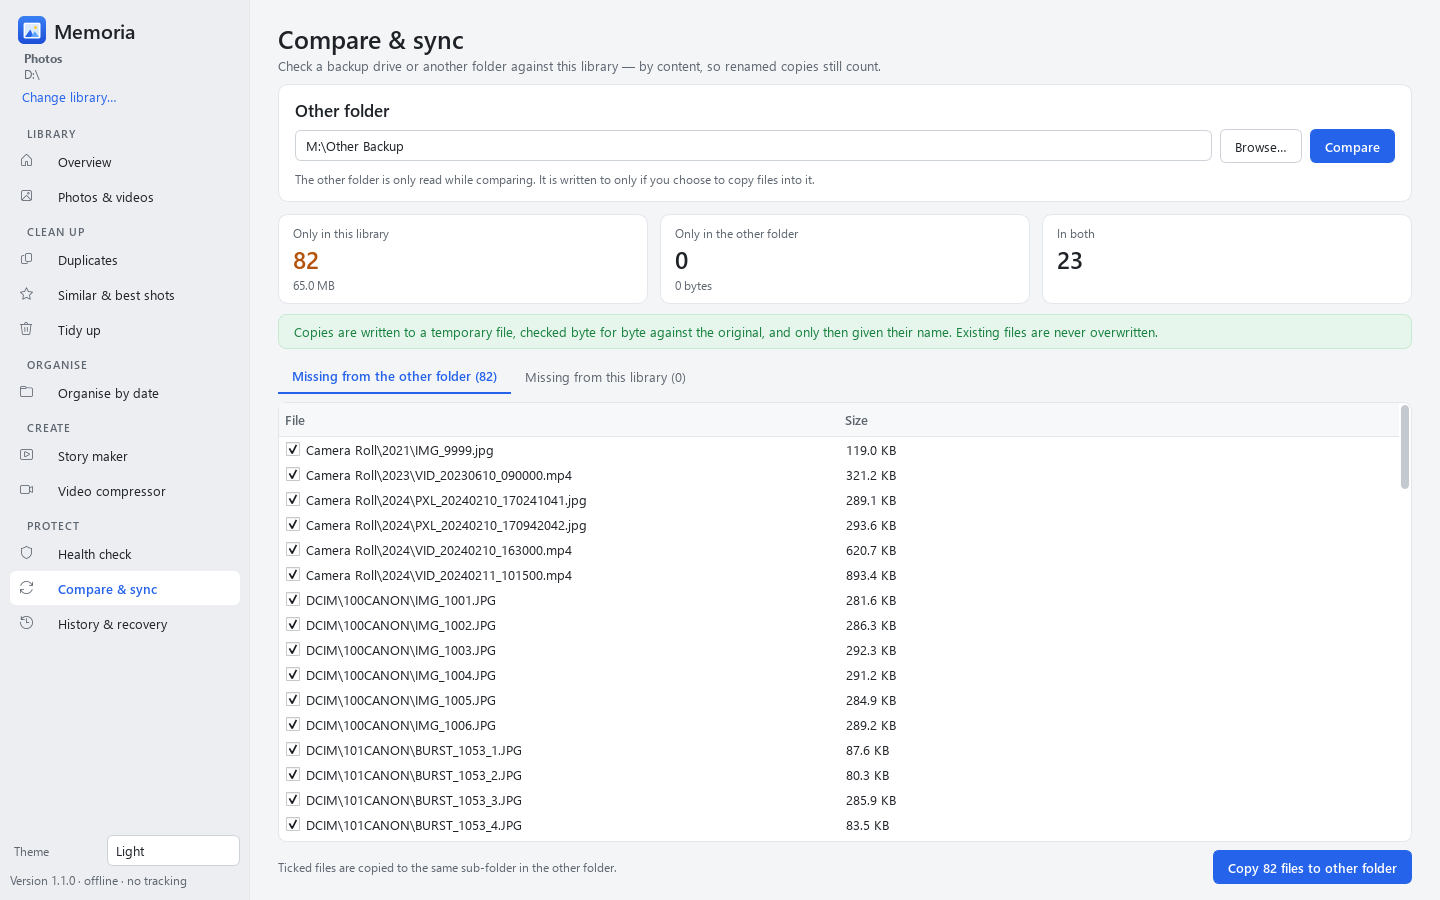 Memoria
Photos
D:\
Change library...
LIBRARY
Overview
Photos & videos
CLEAN UP
Duplicates
Similar & best shots
Tidy up
ORGANISE
Organise by date
CREATE
Story maker
Video compressor
PROTECT
Health check
Compare & sync
History & recovery
Theme
Light
Version 1.1.0 · offline · no tracking
Compare & sync
Check a backup drive or another folder against this library — by content, so renamed copies still count.
Other folder
M:\Other Backup
Browse...
Compare
The other folder is only read while comparing. It is written to only if you choose to copy files into it.
Only in this library
82
65.0 MB
Only in the other folder
0
0 bytes
In both
23
Copies are written to a temporary file, checked byte for byte against the original, and only then given their name. Existing files are never overwritten.
Missing from the other folder (82)
Missing from this library (0)
File Size
Camera Roll\2021\IMG_9999.jpg 119.0 KB
Camera Roll\2023\VID_20230610_090000.mp4 321.2 KB
Camera Roll\2024\PXL_20240210_170241041.jpg 289.1 KB
Camera Roll\2024\PXL_20240210_170942042.jpg 293.6 KB
Camera Roll\2024\VID_20240210_163000.mp4 620.7 KB
Camera Roll\2024\VID_20240211_101500.mp4 893.4 KB
DCIM\100CANON\IMG_1001.JPG 281.6 KB
DCIM\100CANON\IMG_1002.JPG 286.3 KB
DCIM\100CANON\IMG_1003.JPG 292.3 KB
DCIM\100CANON\IMG_1004.JPG 291.2 KB
DCIM\100CANON\IMG_1005.JPG 284.9 KB
DCIM\100CANON\IMG_1006.JPG 289.2 KB
DCIM\101CANON\BURST_1053_1.JPG 87.6 KB
DCIM\101CANON\BURST_1053_2.JPG 80.3 KB
DCIM\101CANON\BURST_1053_3.JPG 285.9 KB
DCIM\101CANON\BURST_1053_4.JPG 83.5 KB
Ticked files are copied to the same sub-folder in the other folder.
Copy 82 files to other folder